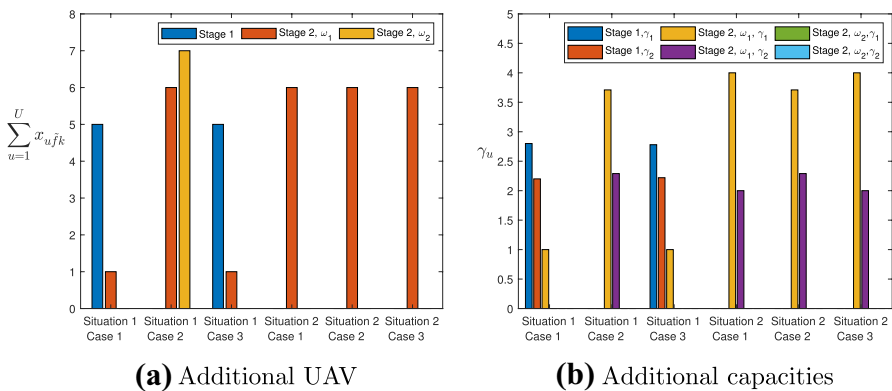 8
7
6
5
4
3
2
1
0
$\sum_{u=1}^{U} x_{u\tilde{f}k}$
Stage 1 Stage 2, ω₁ Stage 2, ω₂
Situation 1 Situation 1 Situation 1 Situation 2 Situation 2 Situation 2
Case 1 Case 2 Case 3 Case 1 Case 2 Case 3
(a) Additional UAV
5
4.5
4
3.5
3
2.5
2
1.5
1
0.5
0
γᵤ
Stage 1,γ₁ Stage 2, ω₁, γ₁ Stage 2, ω₂,γ₁
Stage 1,γ₂ Stage 2, ω₁, γ₂ Stage 2, ω₂,γ₂
Situation 1 Situation 1 Situation 1 Situation 2 Situation 2 Situation 2
Case 1 Case 2 Case 3 Case 1 Case 2 Case 3
(b) Additional capacities